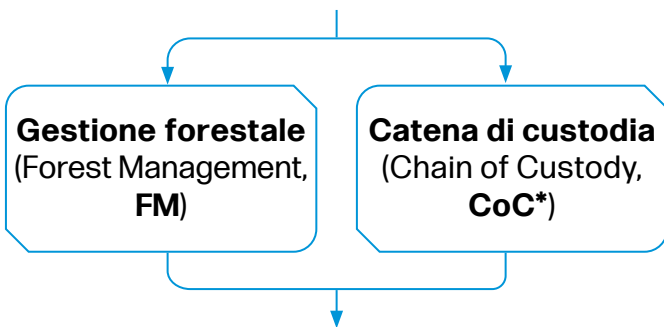 Gestione forestale
(Forest Management,
FM)
Catena di custodia
(Chain of Custody,
CoC*)